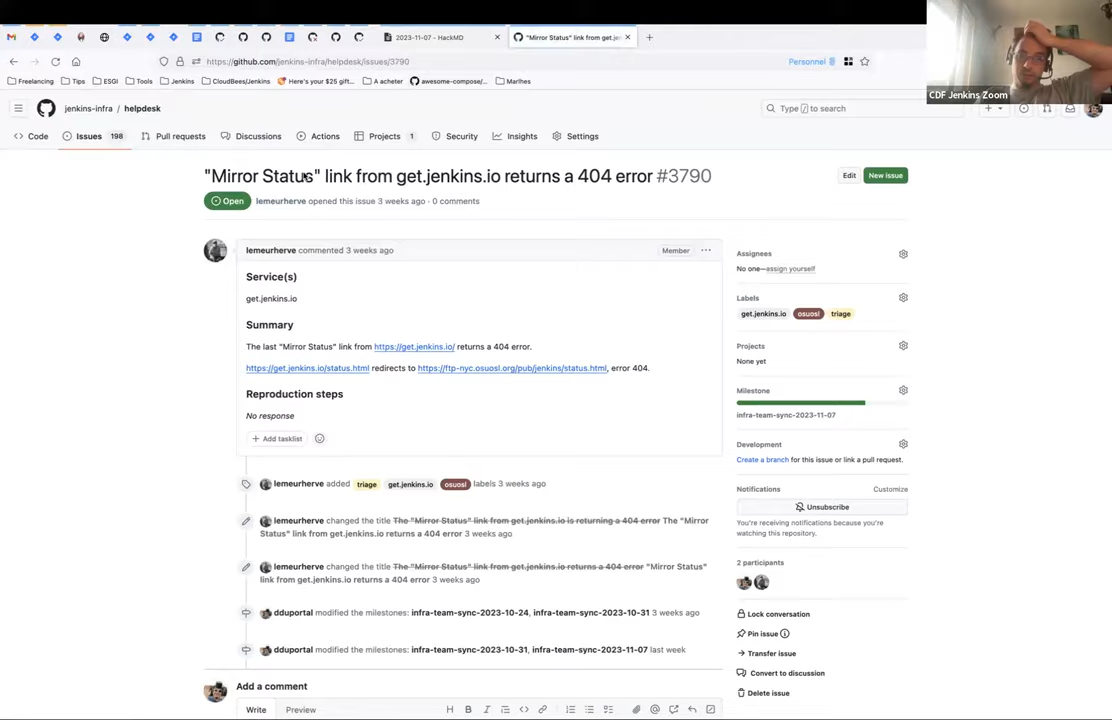 2023-11-07 - HackMD
"Mirror Status" link from get.jen
https://github.com/jenkins-infra/helpdesk/issues/3790
Personnel
Freelancing
Tips
ESGI
Tools
Jenkins
CloudBees/Jenkins
Here's your $25 gift...
A acheter
awesome-compose/...
Marlhes
CDF Jenkins Zoom
jenkins-infra / helpdesk
Type / to search
Code
Issues 198
Pull requests
Discussions
Actions
Projects 1
Security
Insights
Settings
"Mirror Status" link from get.jenkins.io returns a 404 error #3790
Edit
New issue
Open
lemeurherve opened this issue 3 weeks ago · 0 comments
lemeurherve commented 3 weeks ago
Member
Service(s)
get.jenkins.io
Summary
The last "Mirror Status" link from https://get.jenkins.io/ returns a 404 error.
https://get.jenkins.io/status.html redirects to https://ftp-nyc.osuosl.org/pub/jenkins/status.html, error 404.
Reproduction steps
No response
Add tasklist
lemeurherve added triage get.jenkins.io osuosl labels 3 weeks ago
lemeurherve changed the title The "Mirror Status" link from get.jenkins.io is returning a 404 error The "Mirror
Status" link from get.jenkins.io returns a 404 error 3 weeks ago
lemeurherve changed the title The "Mirror Status" link from get.jenkins.io returns a 404 error "Mirror Status"
link from get.jenkins.io returns a 404 error 3 weeks ago
dduportal modified the milestones: infra-team-sync-2023-10-24, infra-team-sync-2023-10-31 3 weeks ago
dduportal modified the milestones: infra-team-sync-2023-10-31, infra-team-sync-2023-11-07 last week
Add a comment
Write
Preview
H B I
Assignees
No one—assign yourself
Labels
get.jenkins.io osuosl triage
Projects
None yet
Milestone
infra-team-sync-2023-11-07
Development
Create a branch for this issue or link a pull request.
Notifications
Customize
Unsubscribe
You're receiving notifications because you're
watching this repository.
2 participants
Lock conversation
Pin issue
Transfer issue
Convert to discussion
Delete issue